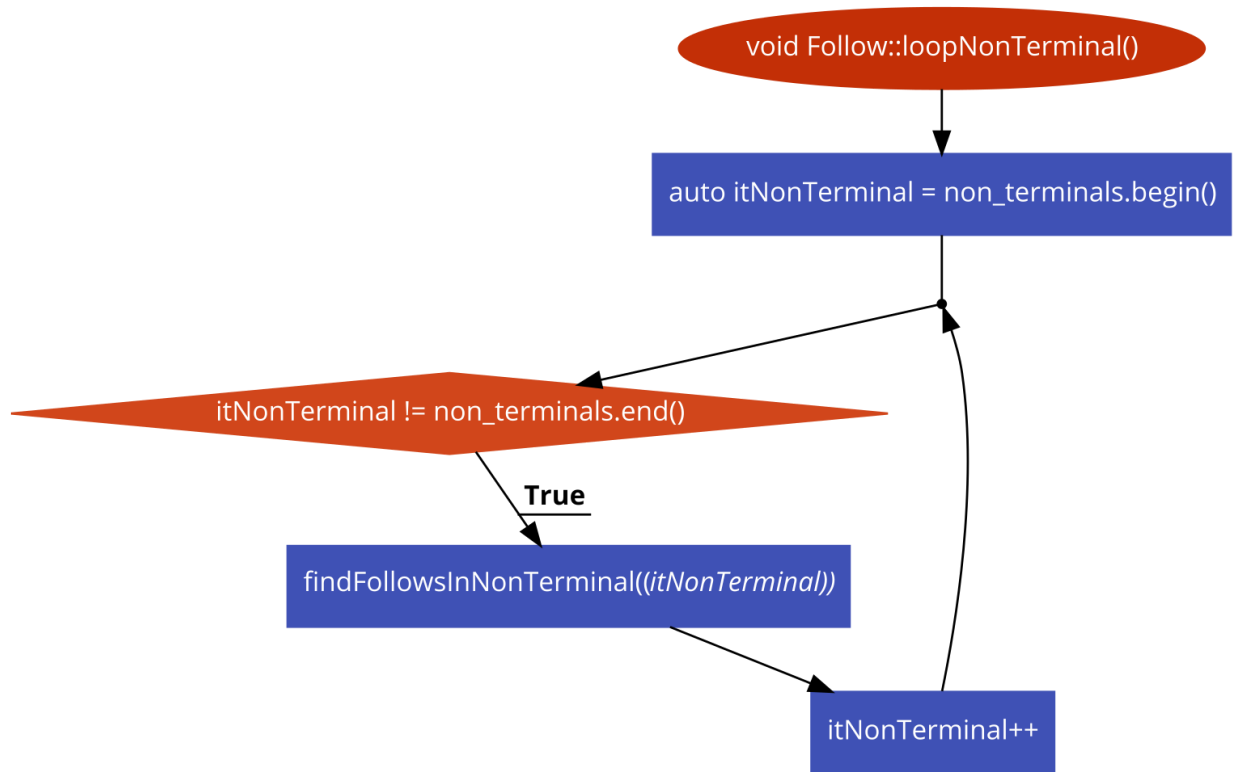 void Follow::loopNonTerminal()
auto itNonTerminal = non_terminals.begin()
itNonTerminal != non_terminals.end()
True
findFollowsInNonTerminal((itNonTerminal))
itNonTerminal++